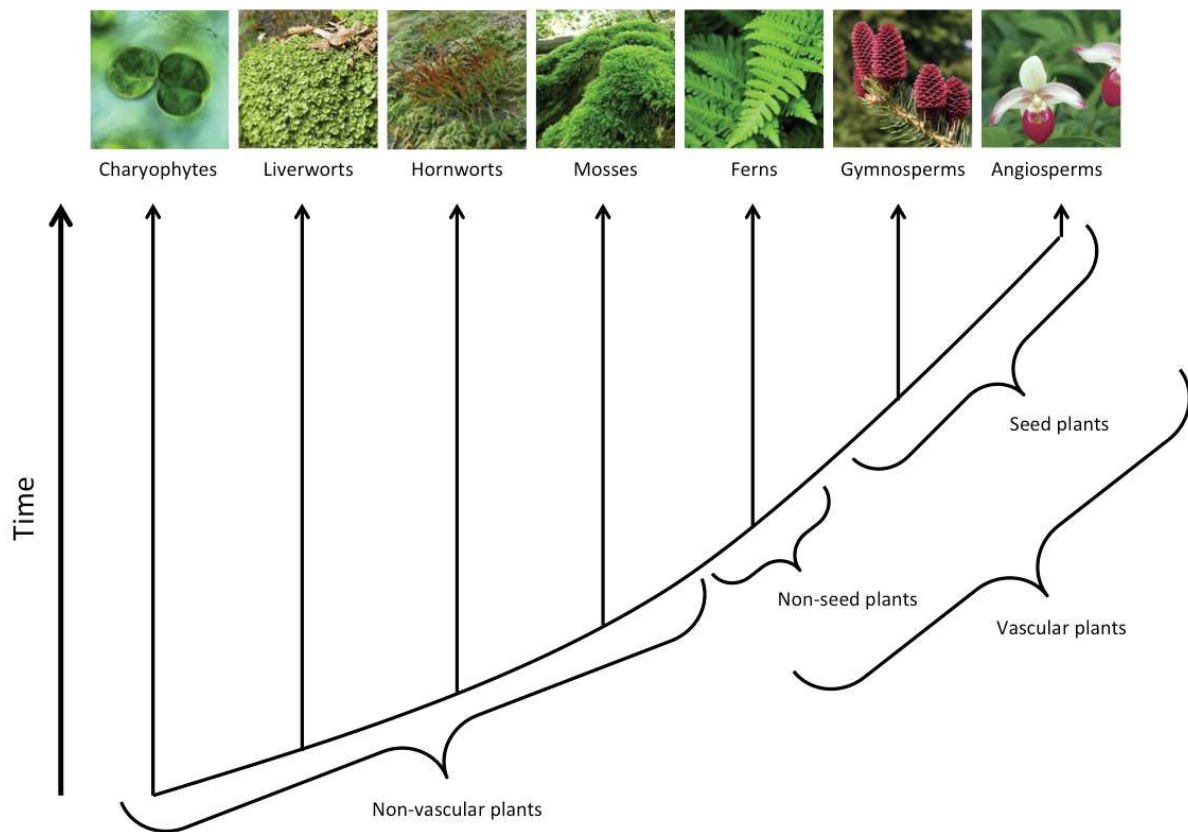 Charyophytes
Liverworts
Hornworts
Mosses
Ferns
Gymnosperms
Angiosperms
Time
Seed plants
Non-seed plants
Vascular plants
Non-vascular plants